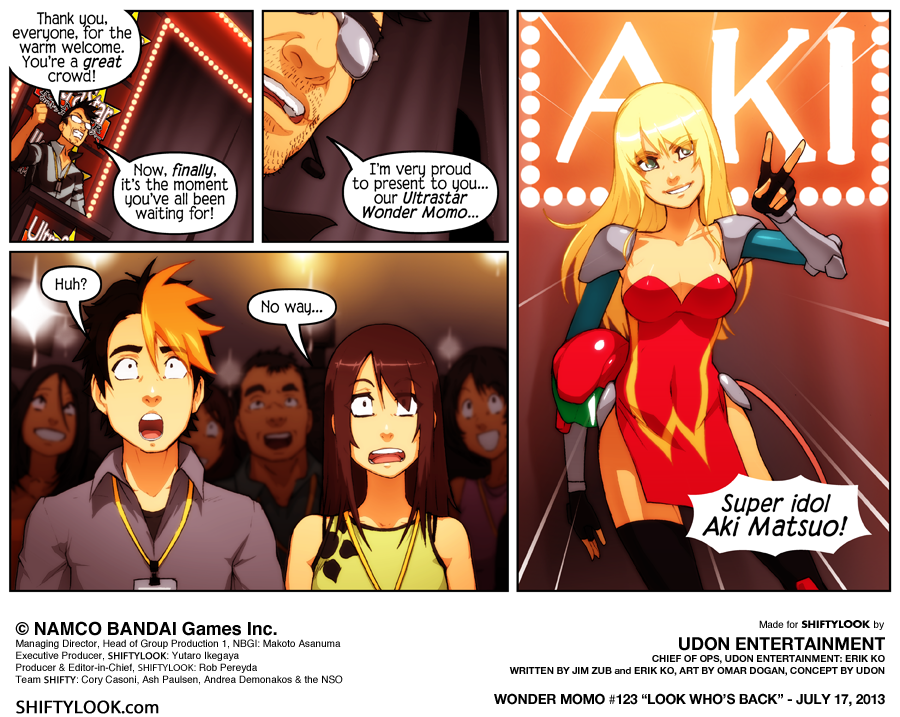 Thank you,
everyone, for the
warm welcome.
You're a great
crowd!
Now, finally,
it's the moment
you've all been
waiting for!
I'm very proud
to present to you...
our Ultrastar
Wonder Momo...
AKI
W
Super idol
Aki Matsuo!
Huh?
No way...
© NAMCO BANDAI Games Inc.
Managing Director, Head of Group Production 1, NBGI: Makoto Asanuma
Executive Producer, SHIFTYLOOK: Yutaro Ikegaya
Producer & Editor-in-Chief, SHIFTYLOOK: Rob Pereyda
Team SHIFTY: Cory Casoni, Ash Paulsen, Andrea Demonakos & the NSO
SHIFTYLOOK.com
Made for SHIFTYLOOK by
UDON ENTERTAINMENT
CHIEF OF OPS, UDON ENTERTAINMENT: ERIK KO
WRITTEN BY JIM ZUB and ERIK KO, ART BY OMAR DOGAN, CONCEPT BY UDON
WONDER MOMO #123 “LOOK WHO'S BACK” - JULY 17, 2013